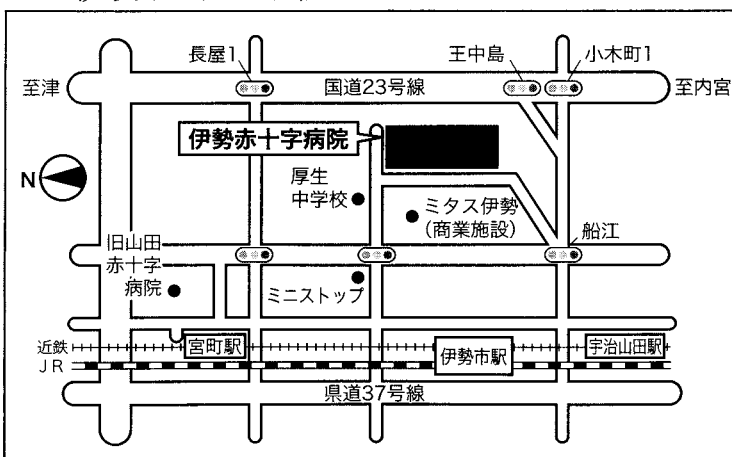 長屋1
王中島
小木町1
至津
国道23号線
至内宮
伊勢赤十字病院
N
厚生
中学校
ミタス伊勢
(商業施設)
旧山田
赤十字
病院
船江
ミニストップ
近鉄
JR
宮町駅
伊勢市駅
宇治山田駅
県道37号線